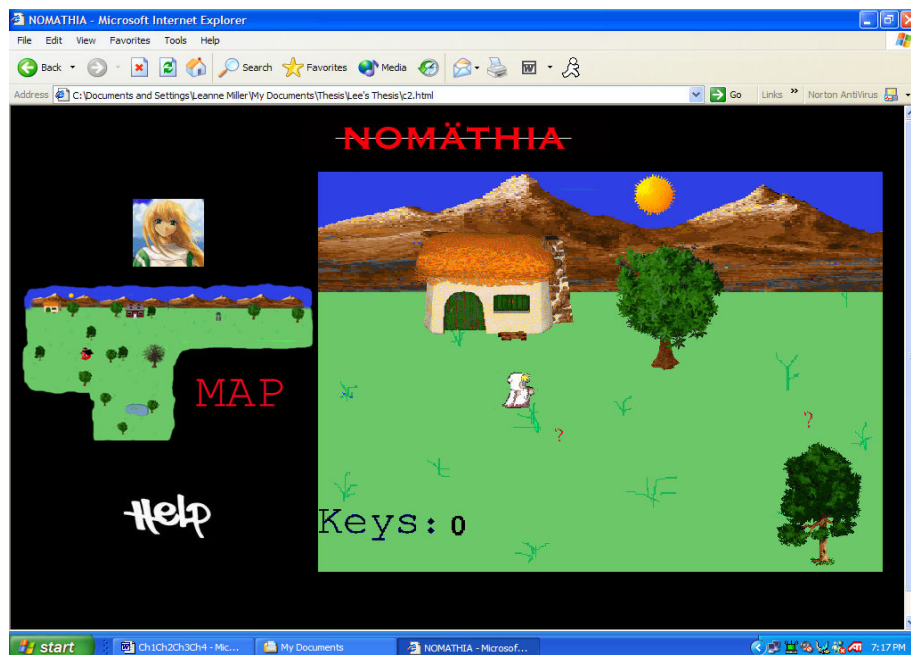 NOMATHIA - Microsoft Internet Explorer
File Edit View Favorites Tools Help
Back Search Favorites Media
Address C:\Documents and Settings\Leanne Miller\My Documents\Thesis\Lee's Thesis\c2.html Go Links » Norton AntiVirus
NOMÄTHIA
MAP
?
?
Help
Keys: 0
start Ch1Ch2Ch3Ch4 - Mic... My Documents NOMATHIA - Microsof... 7:17 PM